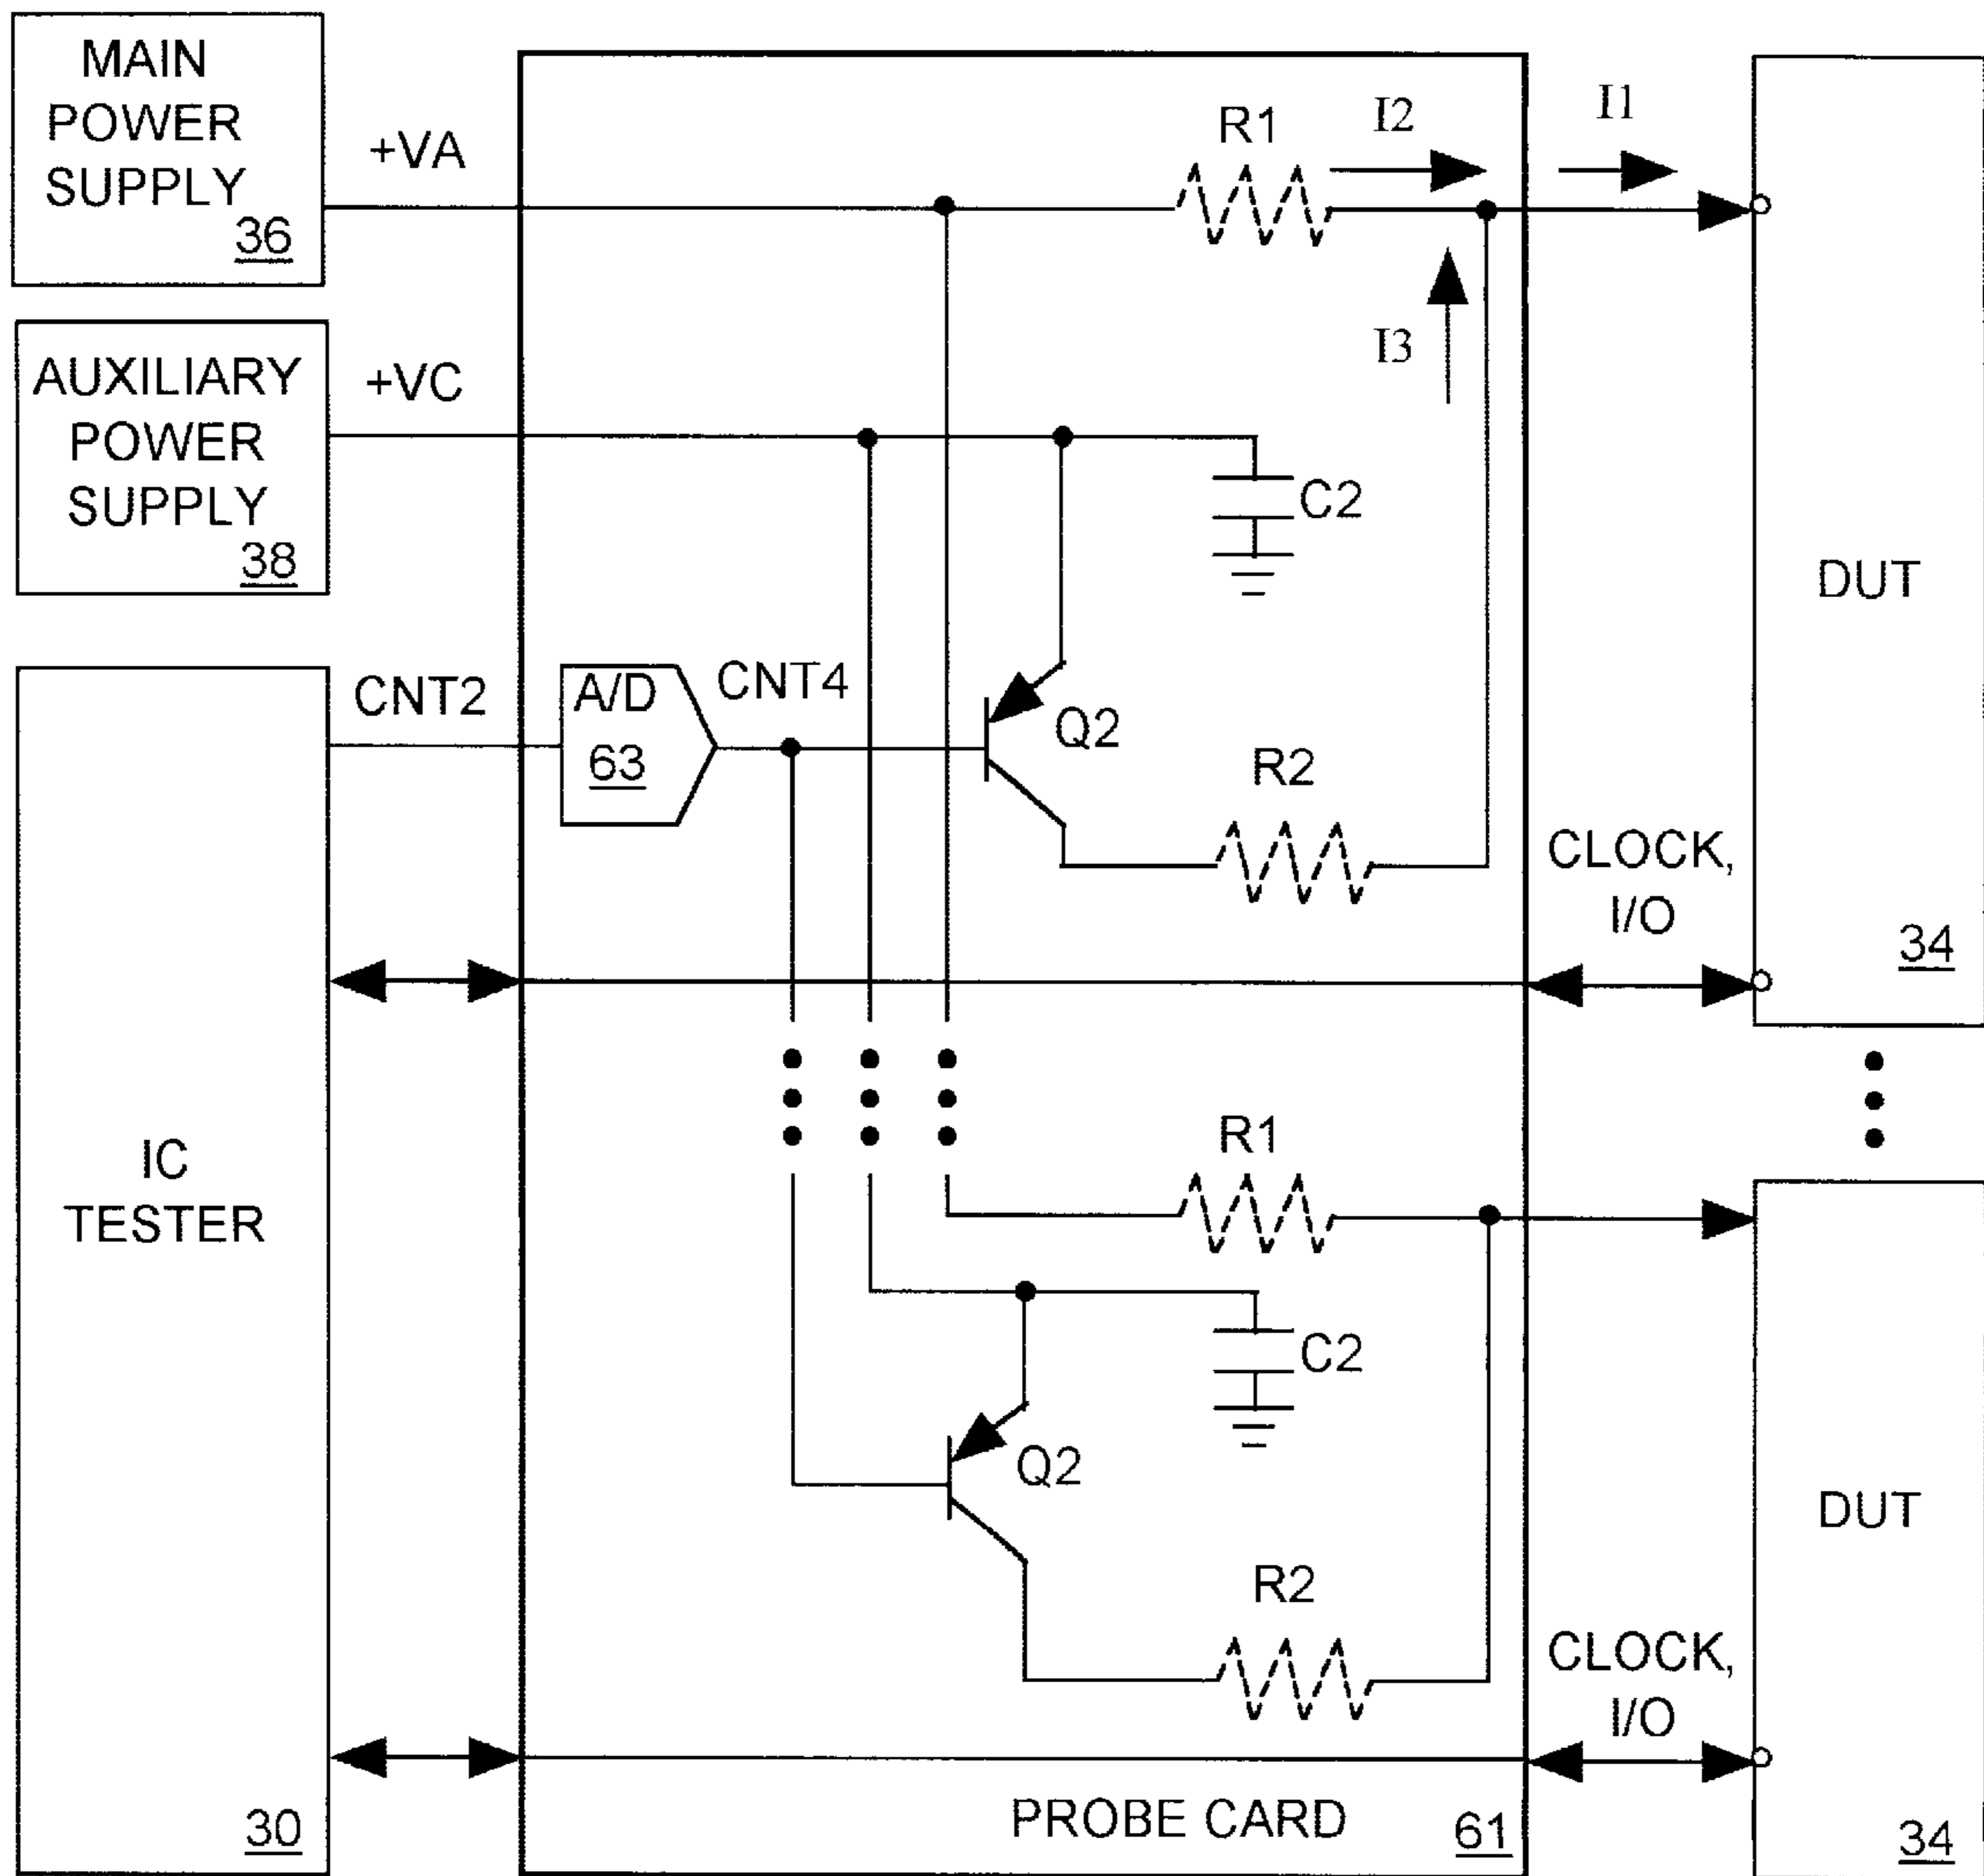 MAIN
POWER
SUPPLY
36
+VA
R1
I2
I1
AUXILIARY
POWER
SUPPLY
38
+VC
I3
C2
DUT
CNT2
A/D
63
CNT4
Q2
R2
CLOCK,
I/O
34
IC
TESTER
30
R1
C2
Q2
DUT
R2
CLOCK,
I/O
PROBE CARD
61
34